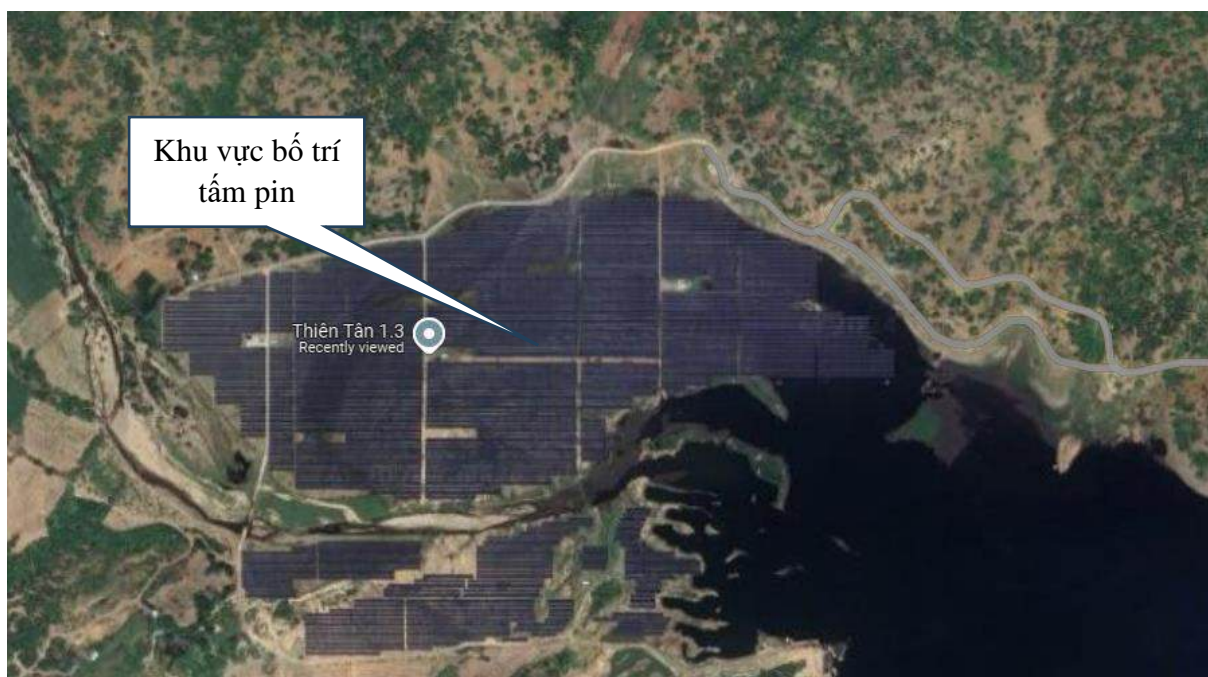 Khu vực bố trí
tấm pin
Thiên Tân 1.3
Recently viewed